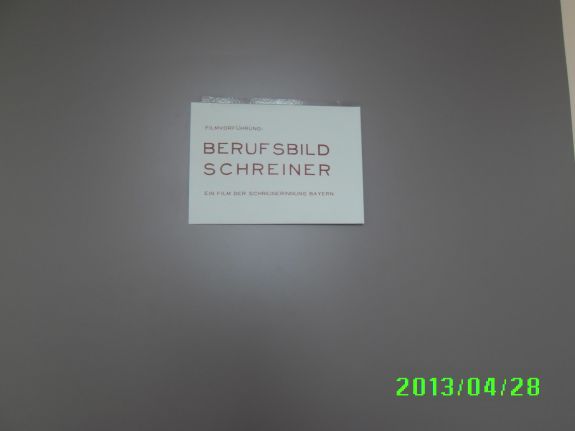 FILMVORFÜHRUNG:
BERUFSBILD
SCHREINER
EIN FILM DER SCHREINERINNUNG BAYERN
2013/04/28